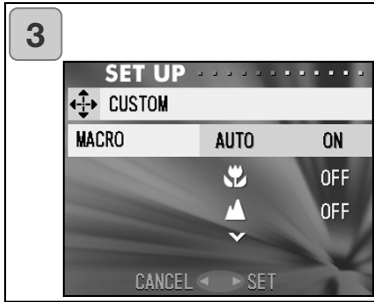 3
SET UP
CUSTOM
MACRO AUTO ON
OFF
OFF
CANCEL SET